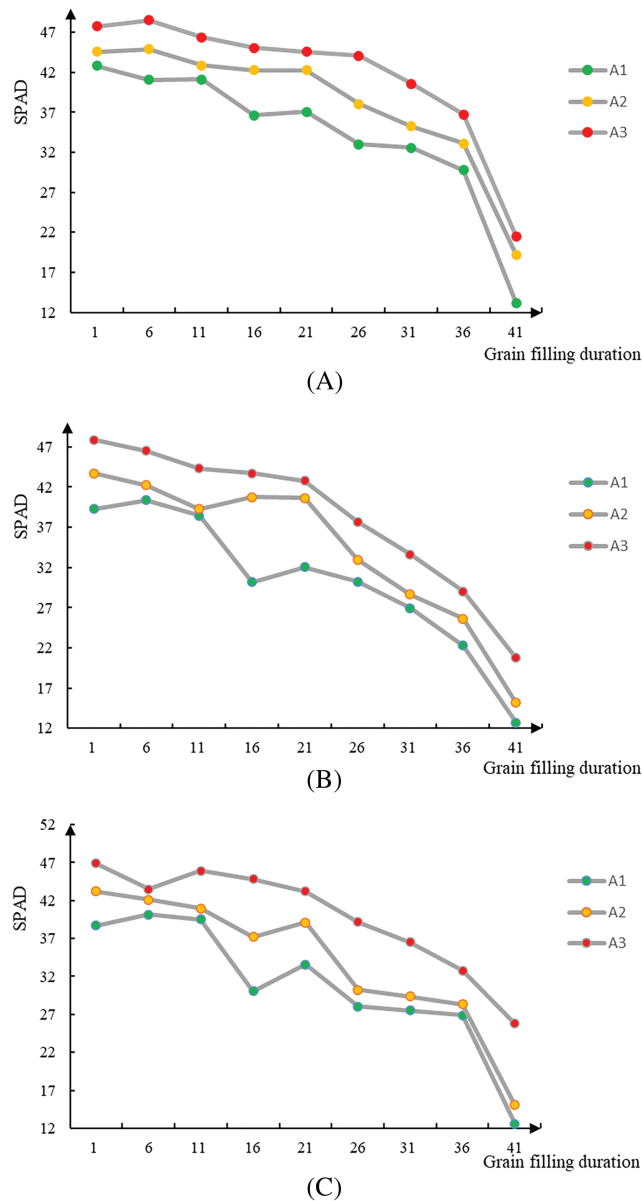 SPAD
47
42
37
32
27
22
17
12
1 6 11 16 21 26 31 36 41
Grain filling duration
A1
A2
A3
(A)
SPAD
47
42
37
32
27
22
17
12
1 6 11 16 21 26 31 36 41
Grain filling duration
A1
A2
A3
(B)
SPAD
52
47
42
37
32
27
22
17
12
1 6 11 16 21 26 31 36 41
Grain filling duration
A1
A2
A3
(C)